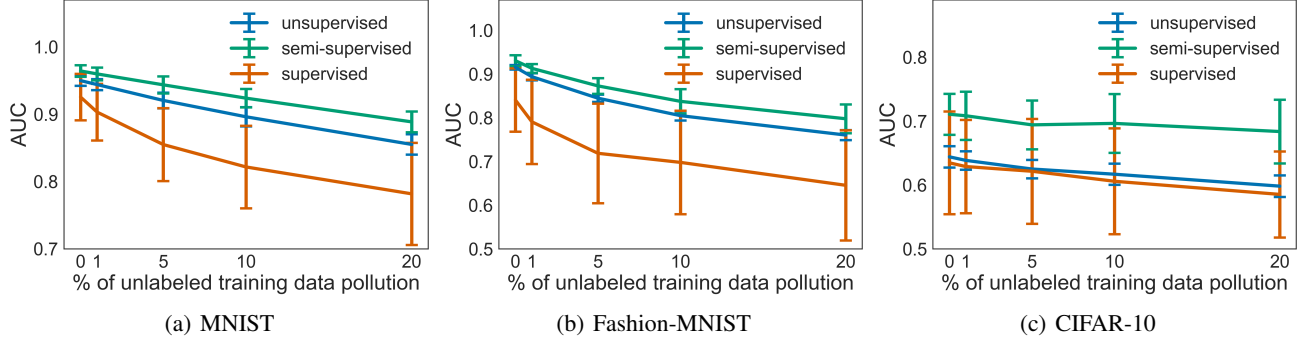 unsupervised
semi-supervised
supervised
AUC
1.0
0.9
0.8
0.7
0 1 5 10 20
% of unlabeled training data pollution
(a) MNIST
unsupervised
semi-supervised
supervised
AUC
1.0
0.9
0.8
0.7
0.6
0.5
0 1 5 10 20
% of unlabeled training data pollution
(b) Fashion-MNIST
unsupervised
semi-supervised
supervised
AUC
0.8
0.7
0.6
0.5
0 1 5 10 20
% of unlabeled training data pollution
(c) CIFAR-10